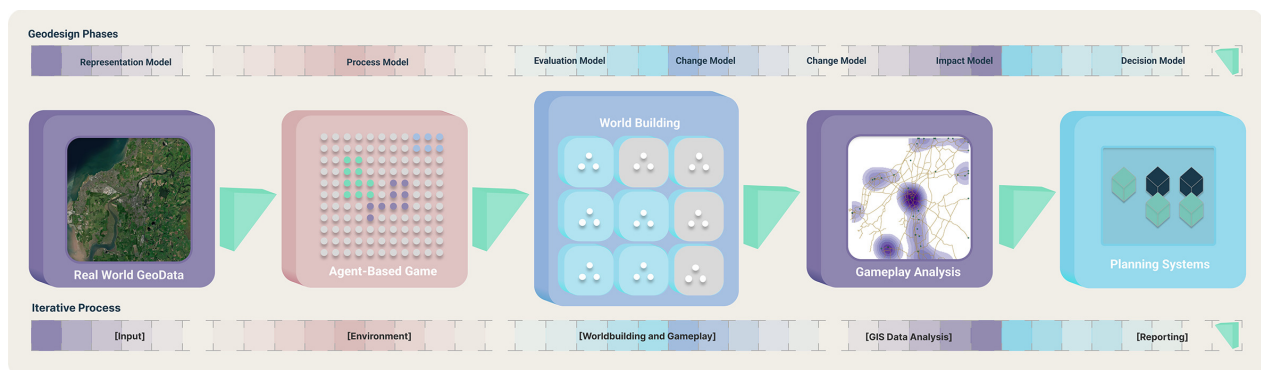 Geodesign Phases
Representation Model
Process Model
Evaluation Model
Change Model
Change Model
Impact Model
Decision Model
Real World GeoData
Agent-Based Game
World Building
Gameplay Analysis
Planning Systems
Iterative Process
[Input]
[Environment]
[Worldbuilding and Gameplay]
[GIS Data Analysis]
[Reporting]